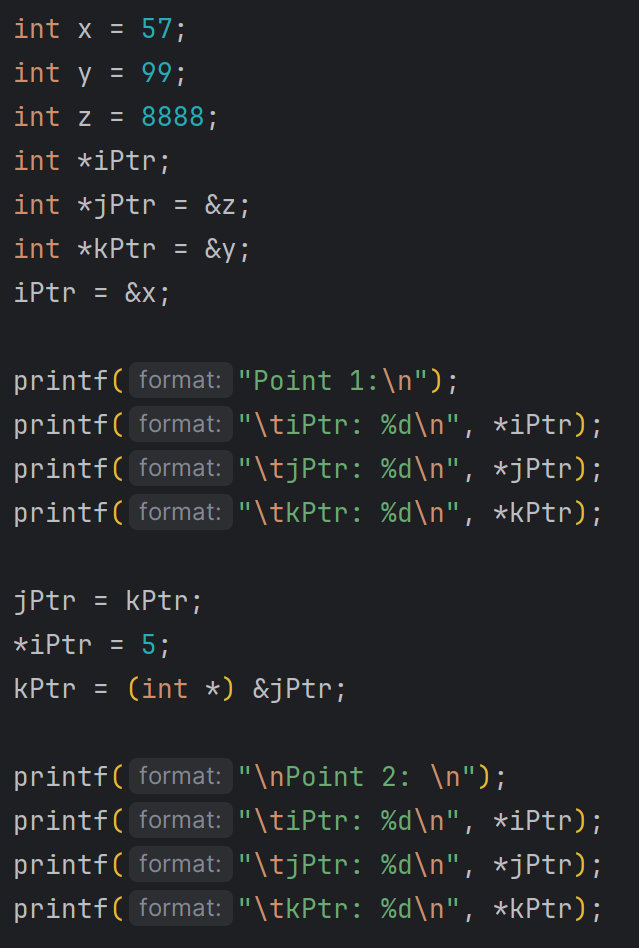 int x = 57;
int y = 99;
int z = 8888;
int *iPtr;
int *jPtr = &z;
int *kPtr = &y;
iPtr = &x;
printf( format: "Point 1:\n");
printf( format: "\tiPtr: %d\n", *iPtr);
printf( format: "\tjPtr: %d\n", *jPtr);
printf( format: "\tkPtr: %d\n", *kPtr);
jPtr = kPtr;
*iPtr = 5;
kPtr = (int *) &jPtr;
printf( format: "\nPoint 2: \n");
printf( format: "\tiPtr: %d\n", *iPtr);
printf( format: "\tjPtr: %d\n", *jPtr);
printf( format: "\tkPtr: %d\n", *kPtr);